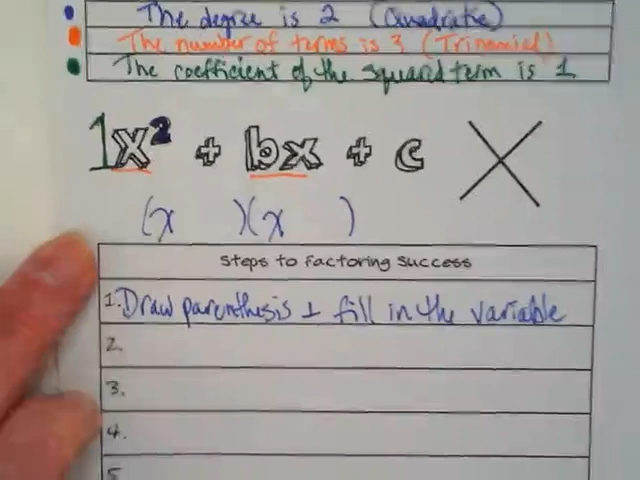 The degree is 2 (Quadratic)
The number of terms is 3 (Trinomial)
The coefficient of the squared term is 1
1x² + bx + c
(x )(x )
Steps to Factoring Success
1. Draw parenthesis + fill in the variable
2.
3.
4.
5